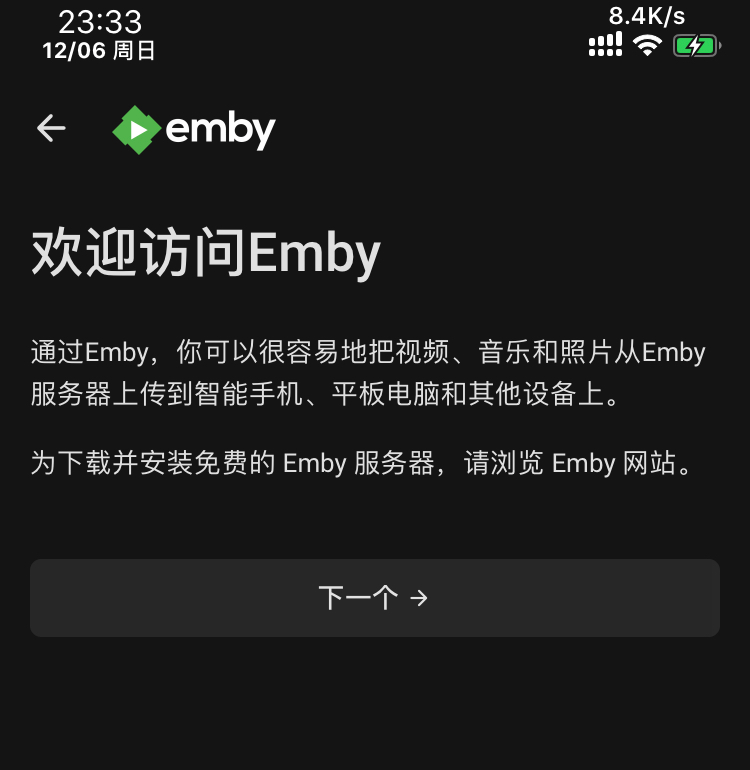 23:33
8.4K/s
12/06 周日
emby
欢迎访问Emby
通过Emby，你可以很容易地把视频、音乐和照片从Emby
服务器上传到智能手机、平板电脑和其他设备上。
为下载并安装免费的 Emby 服务器，请浏览 Emby 网站。
下一个 →